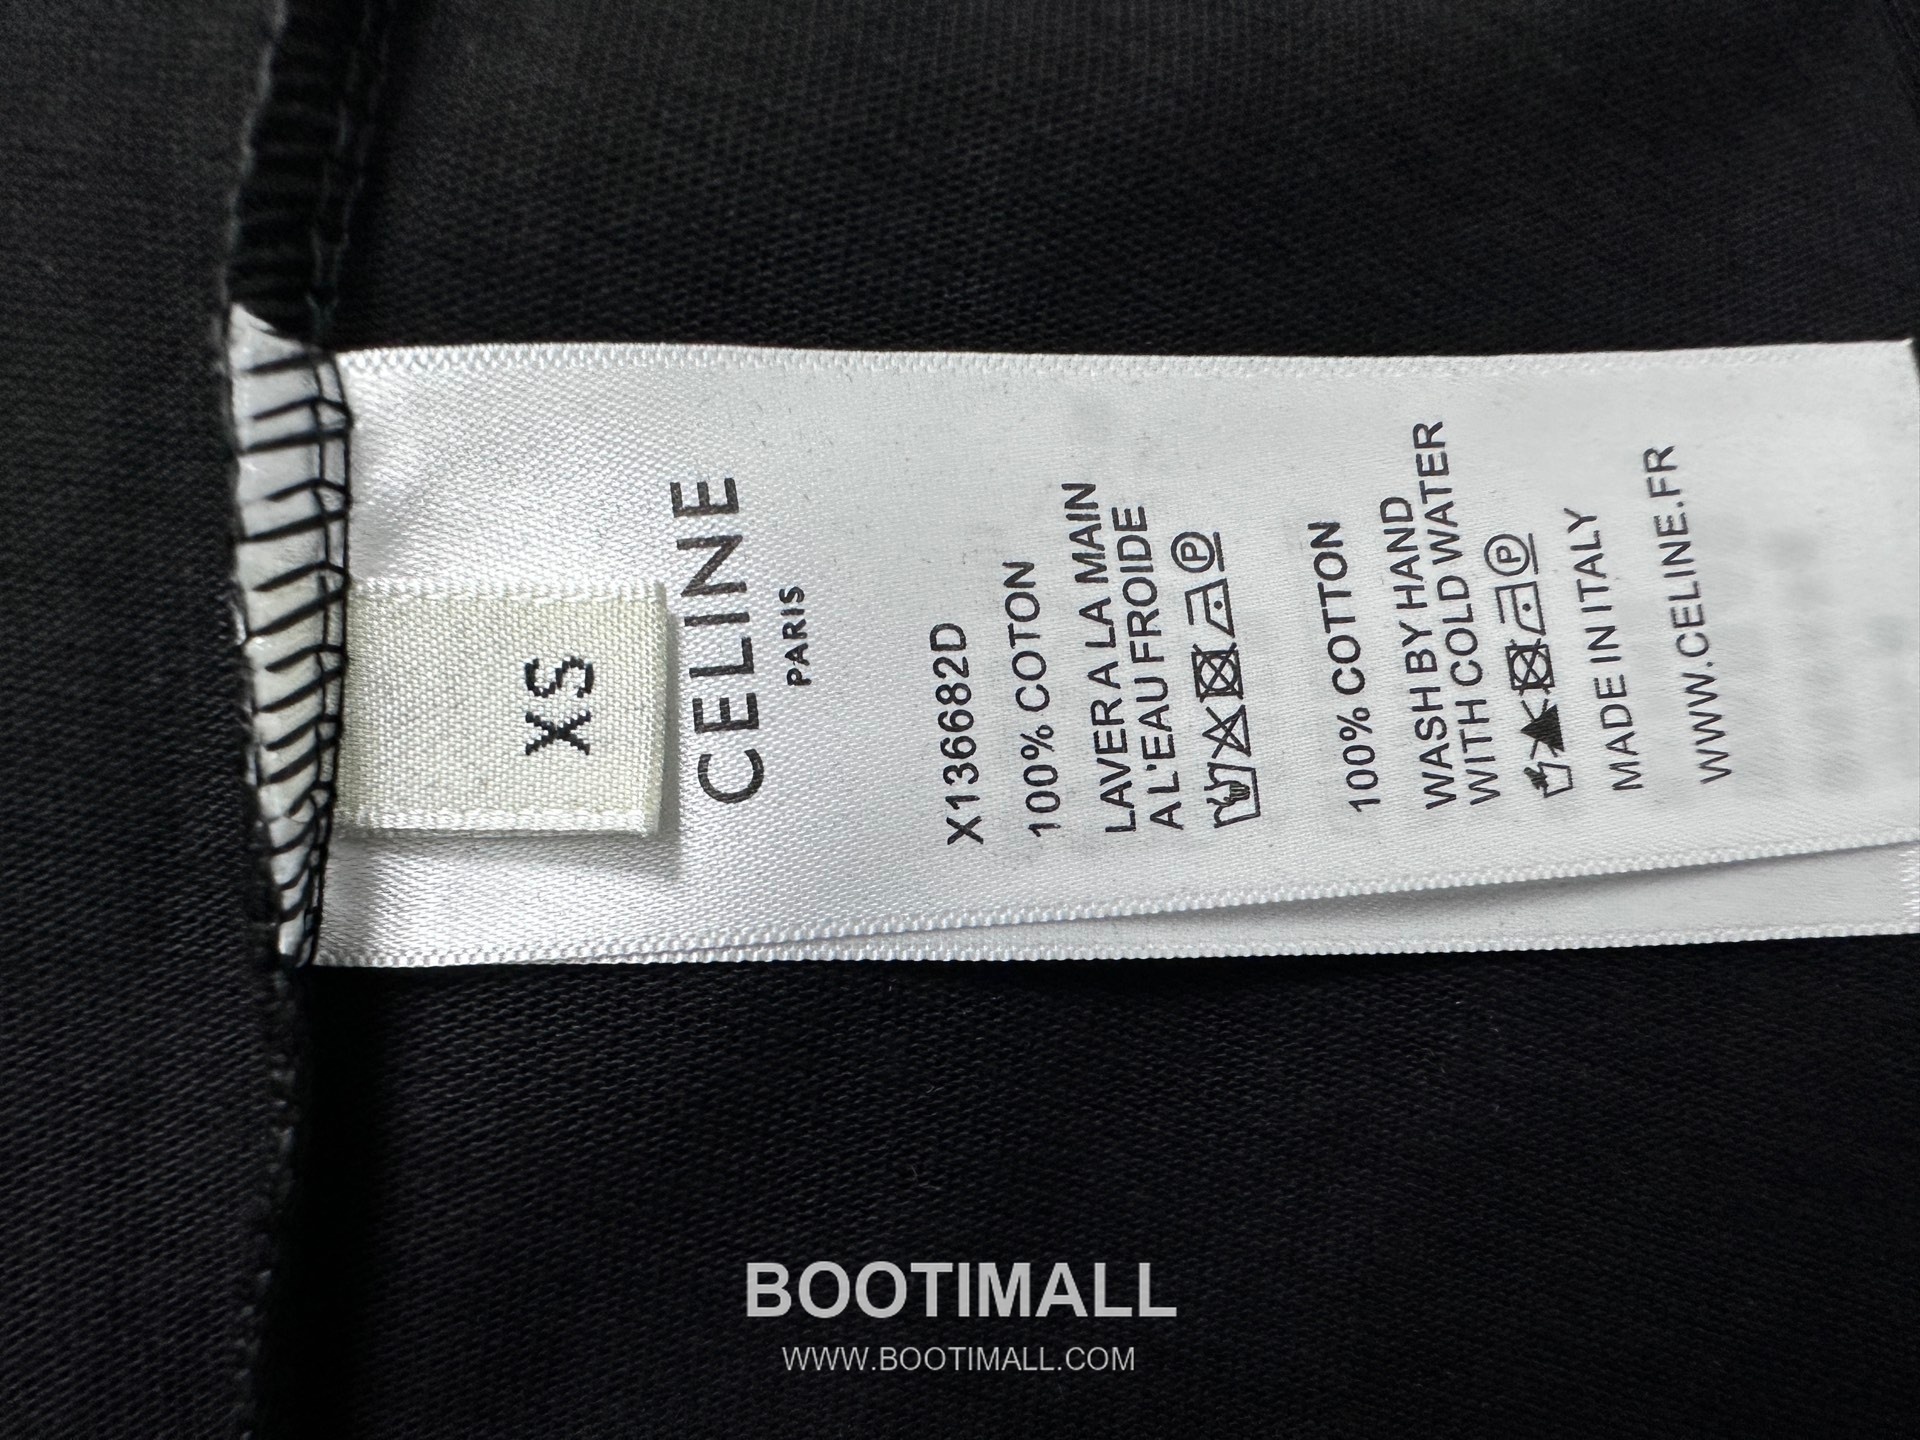 XS
CELINE
PARIS
X136682D
100% COTON
LAVER A LA MAIN
A L'EAU FROIDE
P
100% COTTON
WASH BY HAND
WITH COLD WATER
P
MADE IN ITALY
WWW.CELINE.FR
BOOTIMALL
WWW.BOOTIMALL.COM